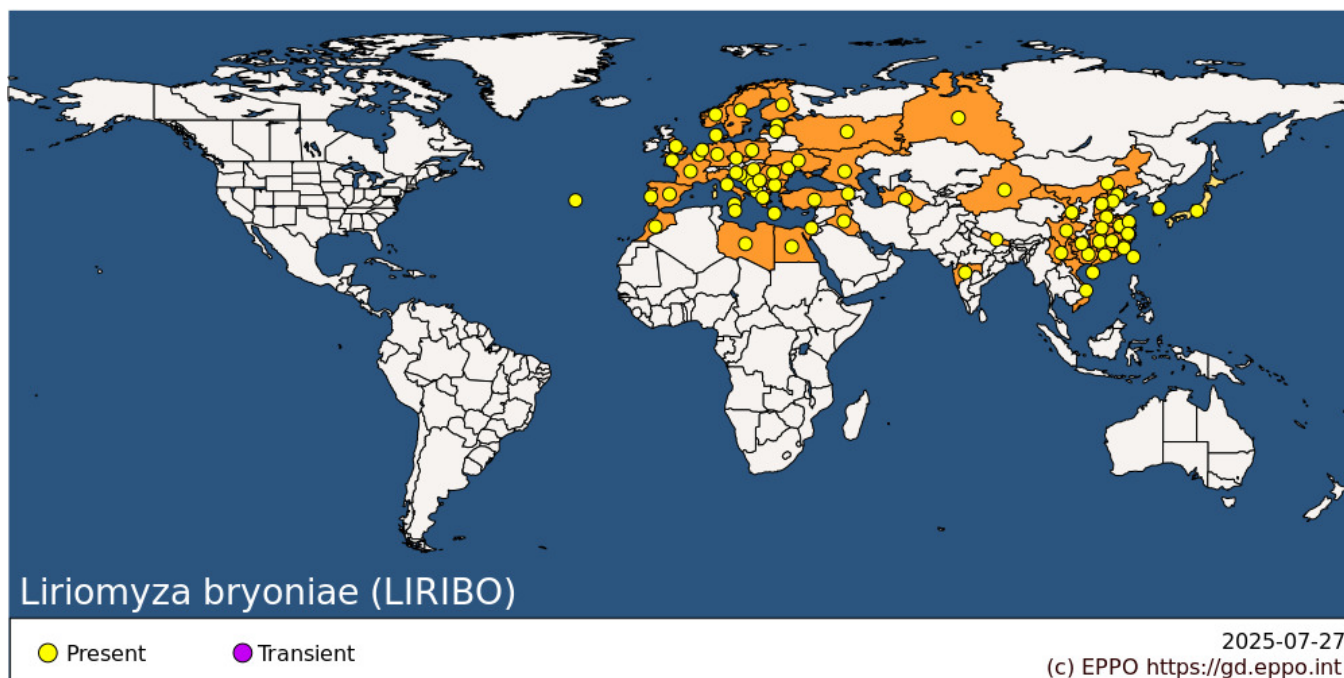 Liriomyza bryoniae (LIRIBO)
Present
Transient
2025-07-27
(c) EPPO https://gd.eppo.int